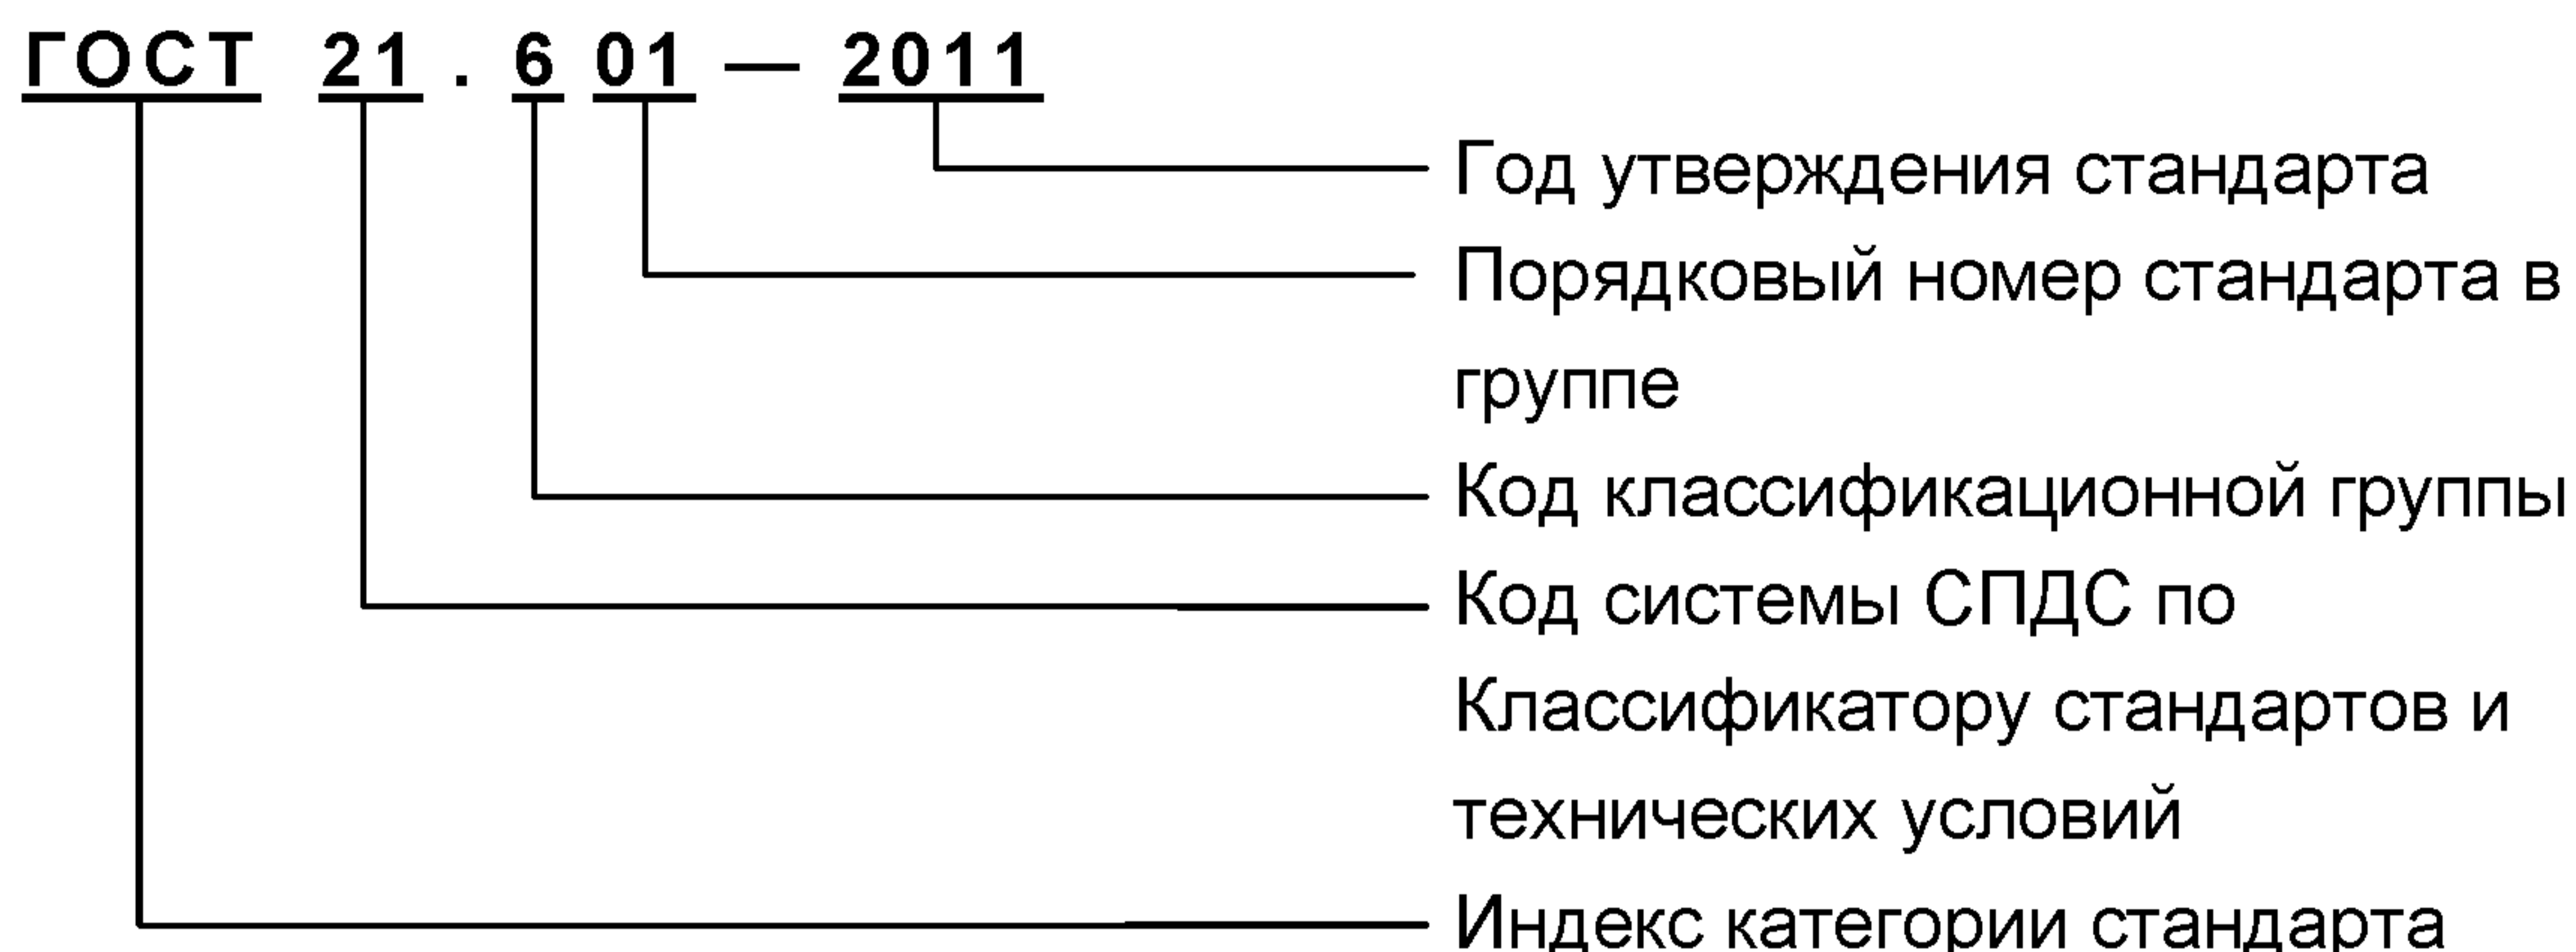 ГОСТ 21 . 6 01 — 2011
Год утверждения стандарта
Порядковый номер стандарта в
группе
Код классификационной группы
Код системы СПДС по
Классификатору стандартов и
технических условий
Индекс категории стандарта